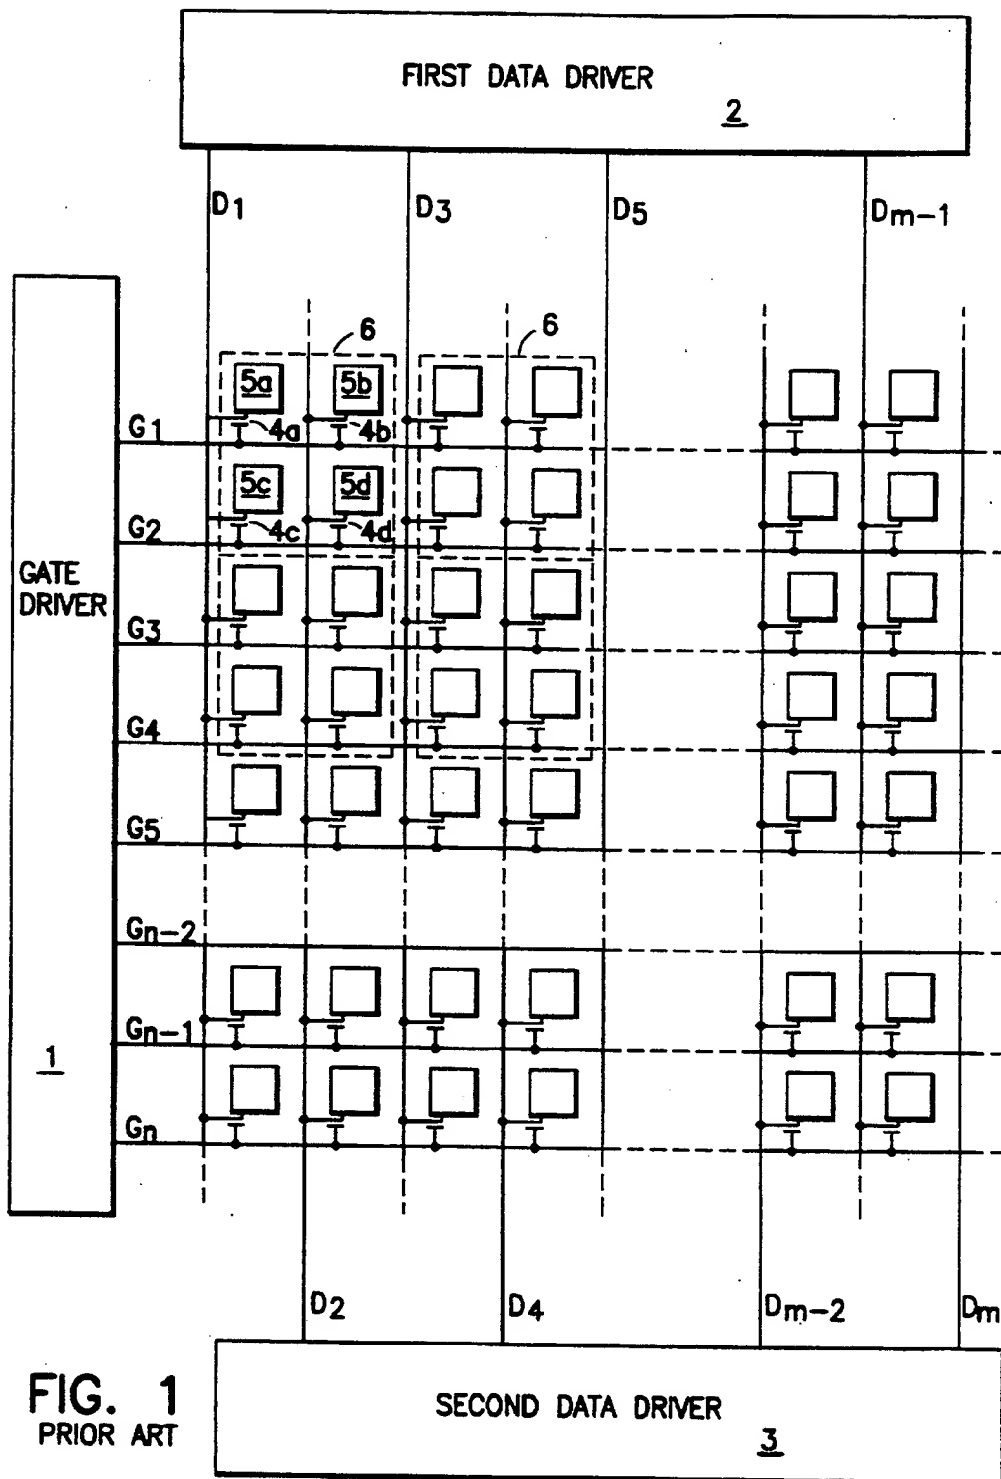 FIRST DATA DRIVER
2
D1 D3 D5 Dm-1
6 6
5a 5b
G1 4a 4b
5c 5d
G2 4c 4d
GATE
DRIVER
G3
G4
G5
Gn-2
Gn-1
1
Gn
D2 D4 Dm-2 Dm
FIG. 1
PRIOR ART
SECOND DATA DRIVER
3